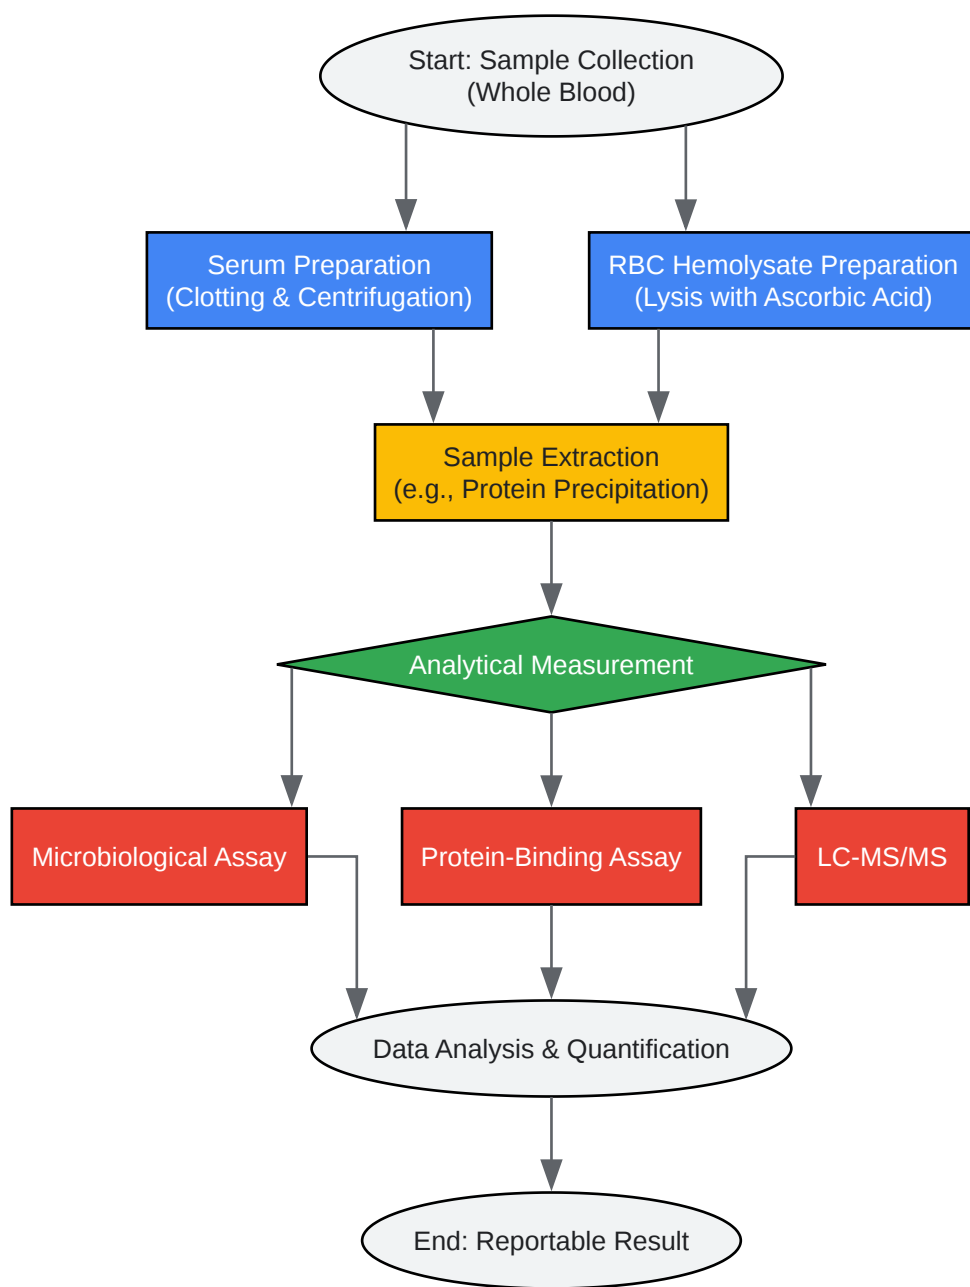 Start: Sample Collection
(Whole Blood)
Serum Preparation
(Clotting & Centrifugation)
RBC Hemolysate Preparation
(Lysis with Ascorbic Acid)
Sample Extraction
(e.g., Protein Precipitation)
Analytical Measurement
Microbiological Assay
Protein-Binding Assay
LC-MS/MS
Data Analysis & Quantification
End: Reportable Result